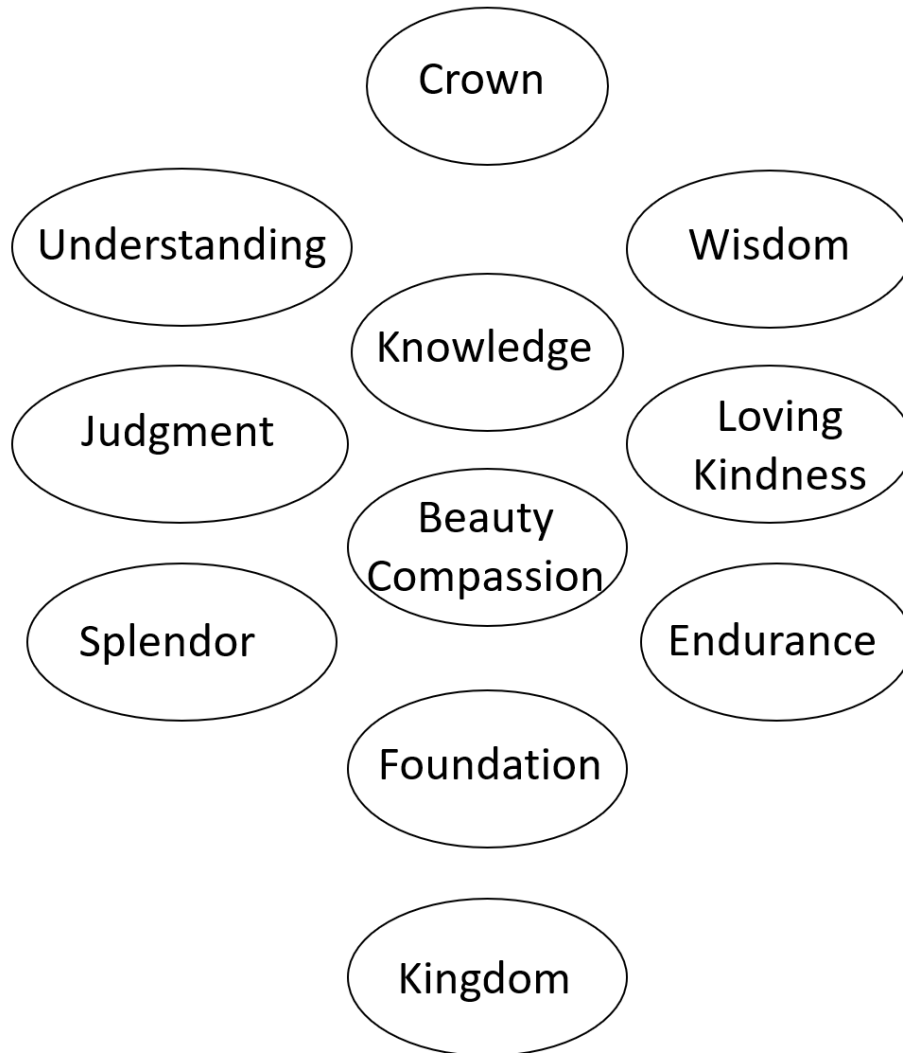 Crown
Understanding
Wisdom
Knowledge
Judgment
Loving
Kindness
Beauty
Compassion
Splendor
Endurance
Foundation
Kingdom